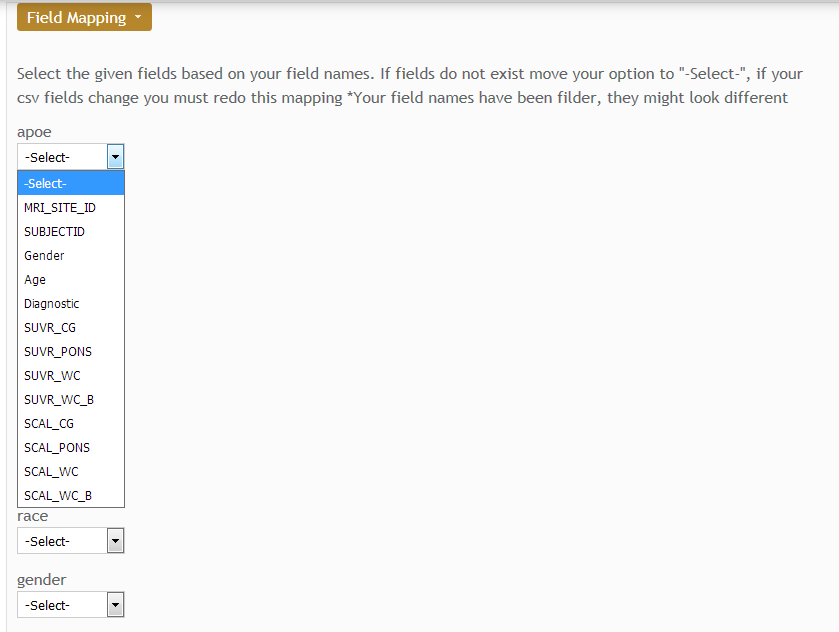 Field Mapping
Select the given fields based on your field names. If fields do not exist move your option to "-Select-", if your
csv fields change you must redo this mapping *Your field names have been filder, they might look different
apoe
-Select-
-Select-
MRI_SITE_ID
SUBJECTID
Gender
Age
Diagnostic
SUVR_CG
SUVR_PONS
SUVR_WC
SUVR_WC_B
SCAL_CG
SCAL_PONS
SCAL_WC
SCAL_WC_B
race
-Select-
gender
-Select-